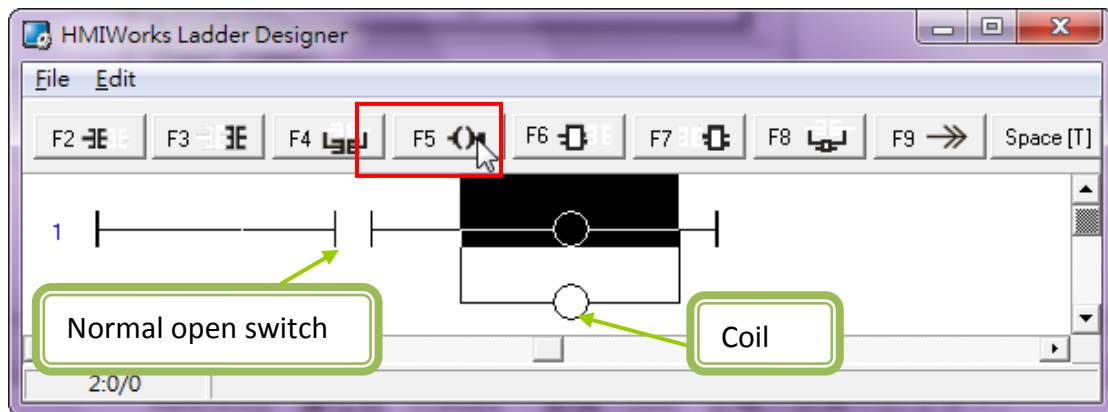 HMIWorks Ladder Designer
File Edit
F2 F3 F4 F5 F6 F7 F8 F9 Space [T]
1
Normal open switch
Coil
2:0/0